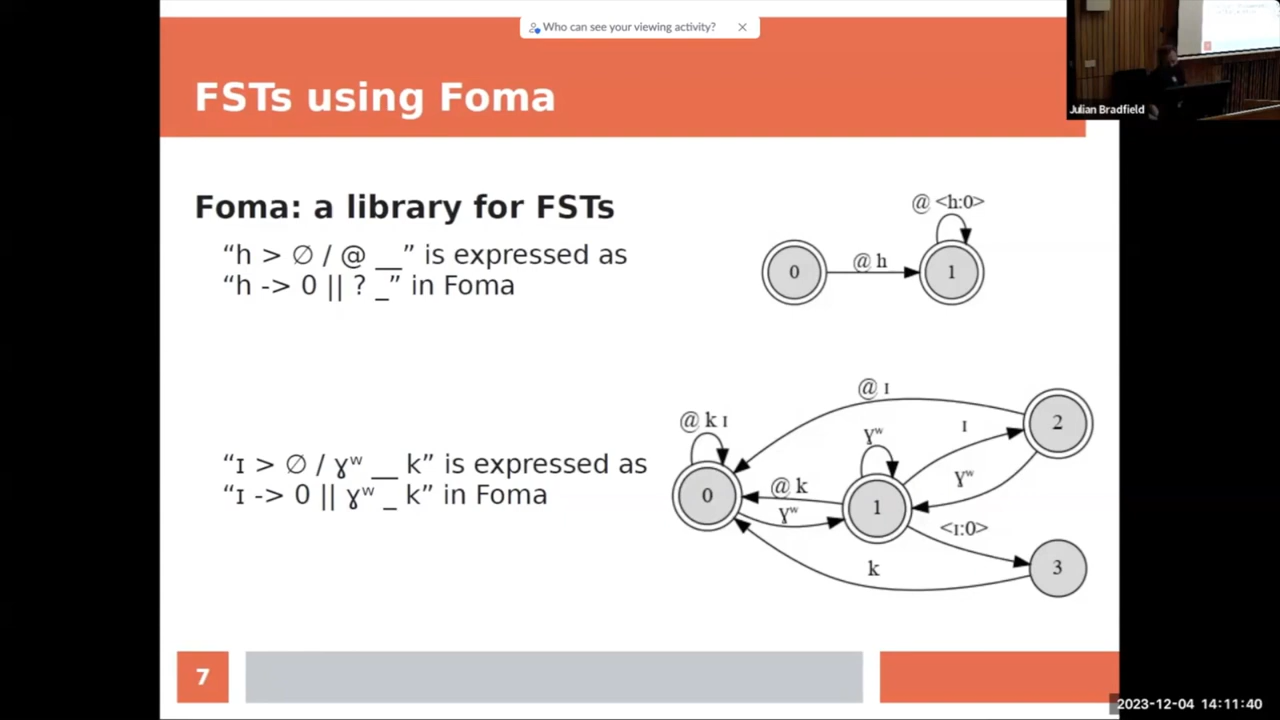 Who can see your viewing activity?
FSTs using Foma
Julian Bradfield
Foma: a library for FSTs
“h > ∅ / @ __” is expressed as
“h -> 0 || ? _” in Foma
@ <h:0>
0
@ h
1
“ɪ > ∅ / ɣʷ __ k” is expressed as
“ɪ -> 0 || ɣʷ _ k” in Foma
@ ɪ
@ k ɪ
ɣʷ
ɪ
2
ɣʷ
0
@ k
ɣʷ
1
<ɪ:0>
k
3
7
2023-12-04 14:11:40